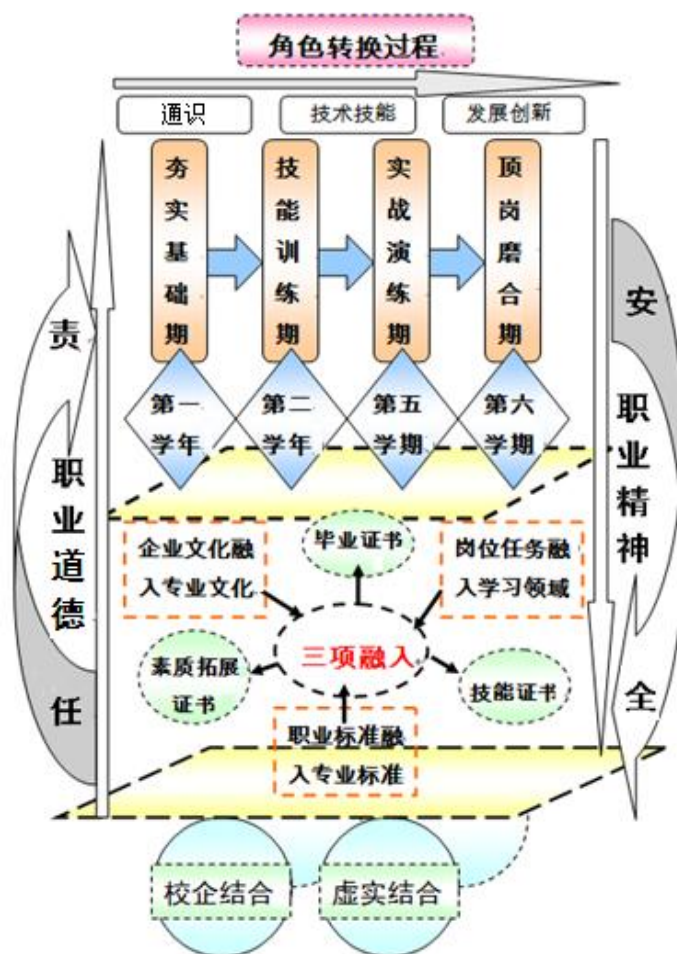 角色转换过程
通识
技术技能
发展创新
夯实基础期
技能训练期
实战演练期
顶岗磨合期
第一
学年
第二
学年
第五
学期
第六
学期
责
任
职业道德
安
全
职业精神
企业文化融
入专业文化
毕业证书
岗位任务融
入学习领域
三项融入
素质拓展
证书
技能证书
职业标准融
入专业标准
校企结合
虚实结合